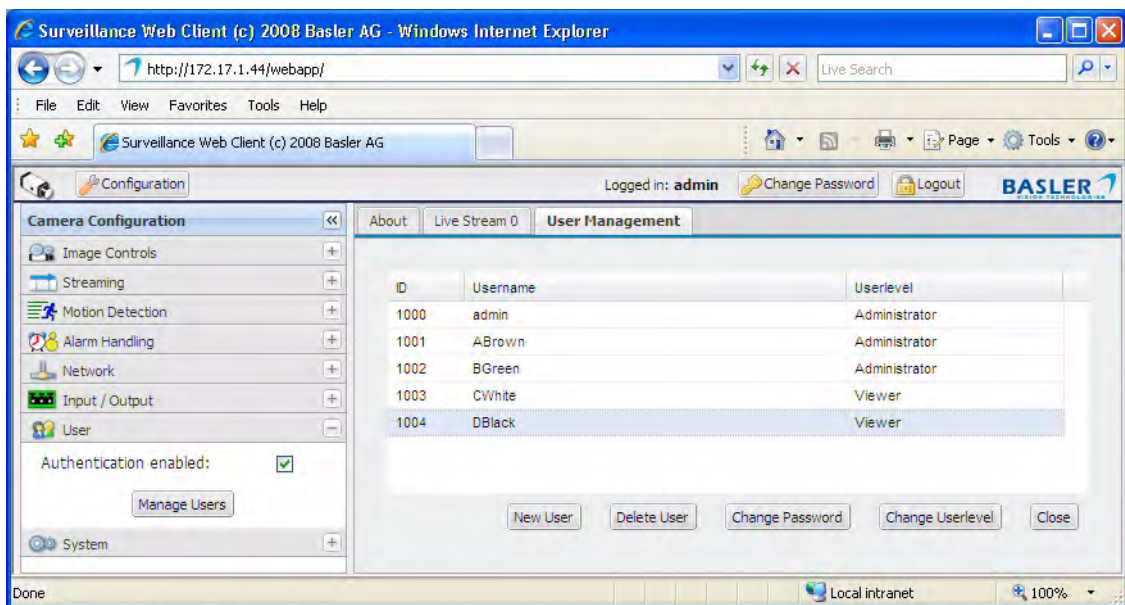 Surveillance Web Client (c) 2008 Basler AG - Windows Internet Explorer
http://172.17.1.44/webapp/
Live Search
File Edit View Favorites Tools Help
Surveillance Web Client (c) 2008 Basler AG
Page Tools
Configuration
Logged in: admin
Change Password
Logout
BASLER
VISION TECHNOLOGIES
Camera Configuration
About
Live Stream 0
User Management
Image Controls
Streaming
Motion Detection
Alarm Handling
Network
Input / Output
User
Authentication enabled:
Manage Users
System
ID Username Userlevel
1000 admin Administrator
1001 ABrown Administrator
1002 BGreen Administrator
1003 CWhite Viewer
1004 DBlack Viewer
New User
Delete User
Change Password
Change Userlevel
Close
Done
Local intranet
100%